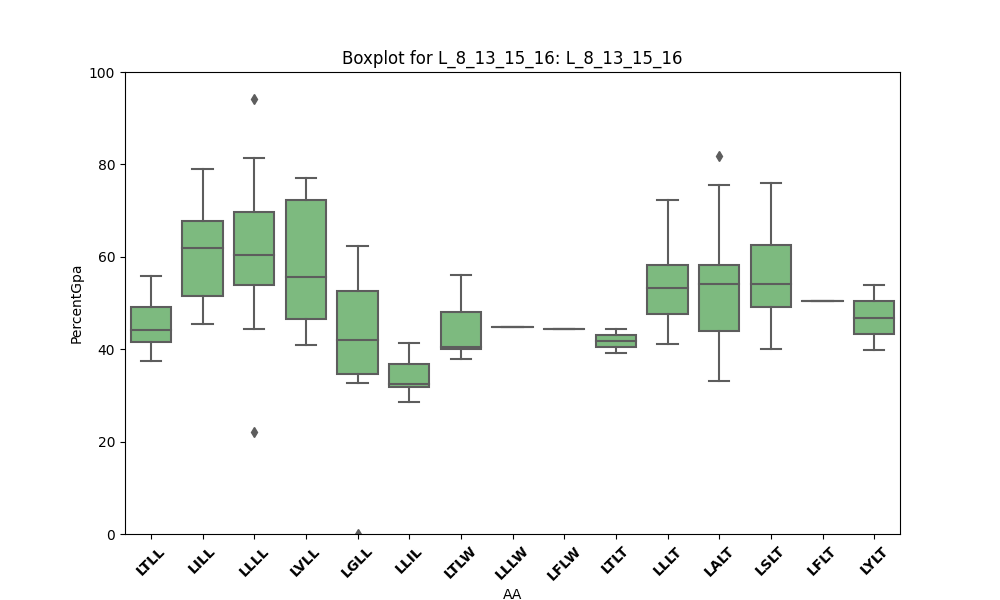 Boxplot for L_8_13_15_16: L_8_13_15_16
100
80
60
40
20
0
PercentGpa
LTLL LILL LLLL LVLL LGLL LLIL LTLW LLLW LFLW LTLT LLLT LALT LSLT LFLT LYLT
AA